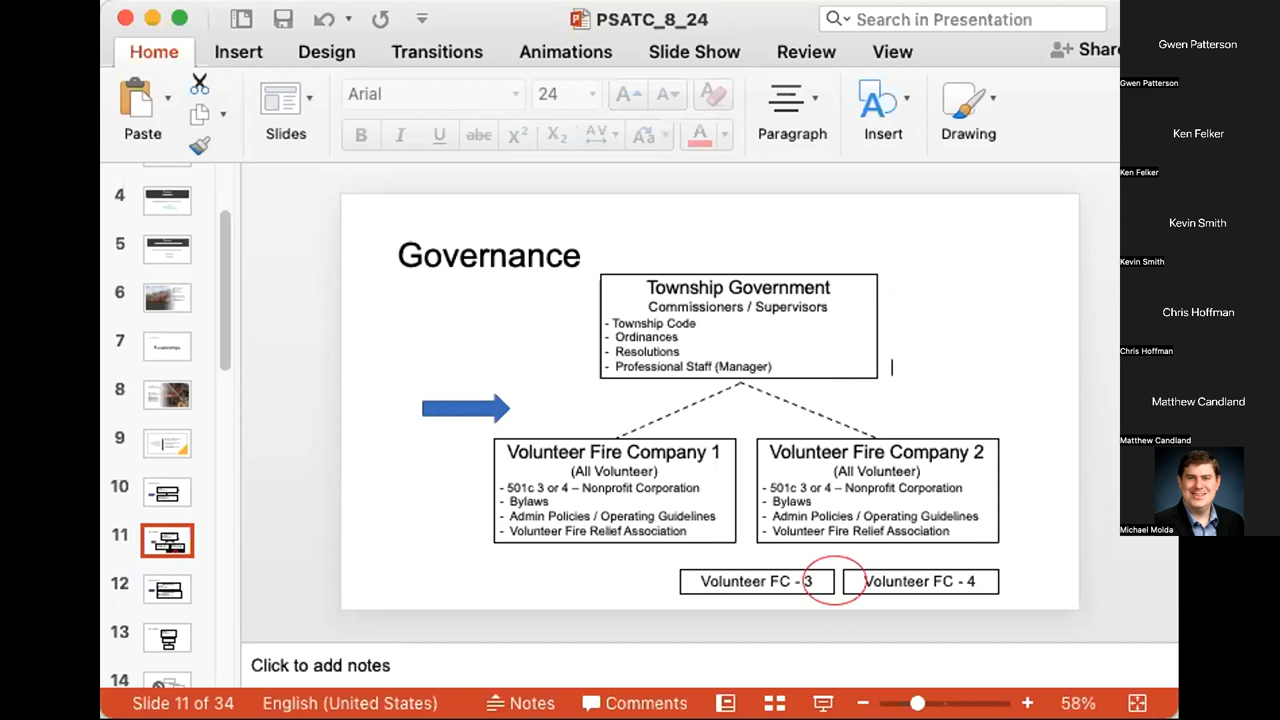 PSATC_8_24
Search in Presentation
Home Insert Design Transitions Animations Slide Show Review View Shar
Paste
Slides
Arial 24
B I U abc X² X₂ AV Aa A
Paragraph
Insert
Drawing
4
5
6
7
8
9
10
11
12
13
14
Governance
Township Government
Commissioners / Supervisors
- Township Code
- Ordinances
- Resolutions
- Professional Staff (Manager)
Volunteer Fire Company 1
(All Volunteer)
-501c 3 or 4 – Nonprofit Corporation
- Bylaws
- Admin Policies / Operating Guidelines
- Volunteer Fire Relief Association
Volunteer Fire Company 2
(All Volunteer)
-501c 3 or 4 – Nonprofit Corporation
- Bylaws
- Admin Policies / Operating Guidelines
- Volunteer Fire Relief Association
Volunteer FC - 3
Volunteer FC - 4
Click to add notes
Slide 11 of 34 English (United States) Notes Comments 58%
Gwen Patterson
Gwen Patterson
Ken Felker
Ken Felker
Kevin Smith
Kevin Smith
Chris Hoffman
Chris Hoffman
Matthew Candland
Matthew Candland
Michael Molda